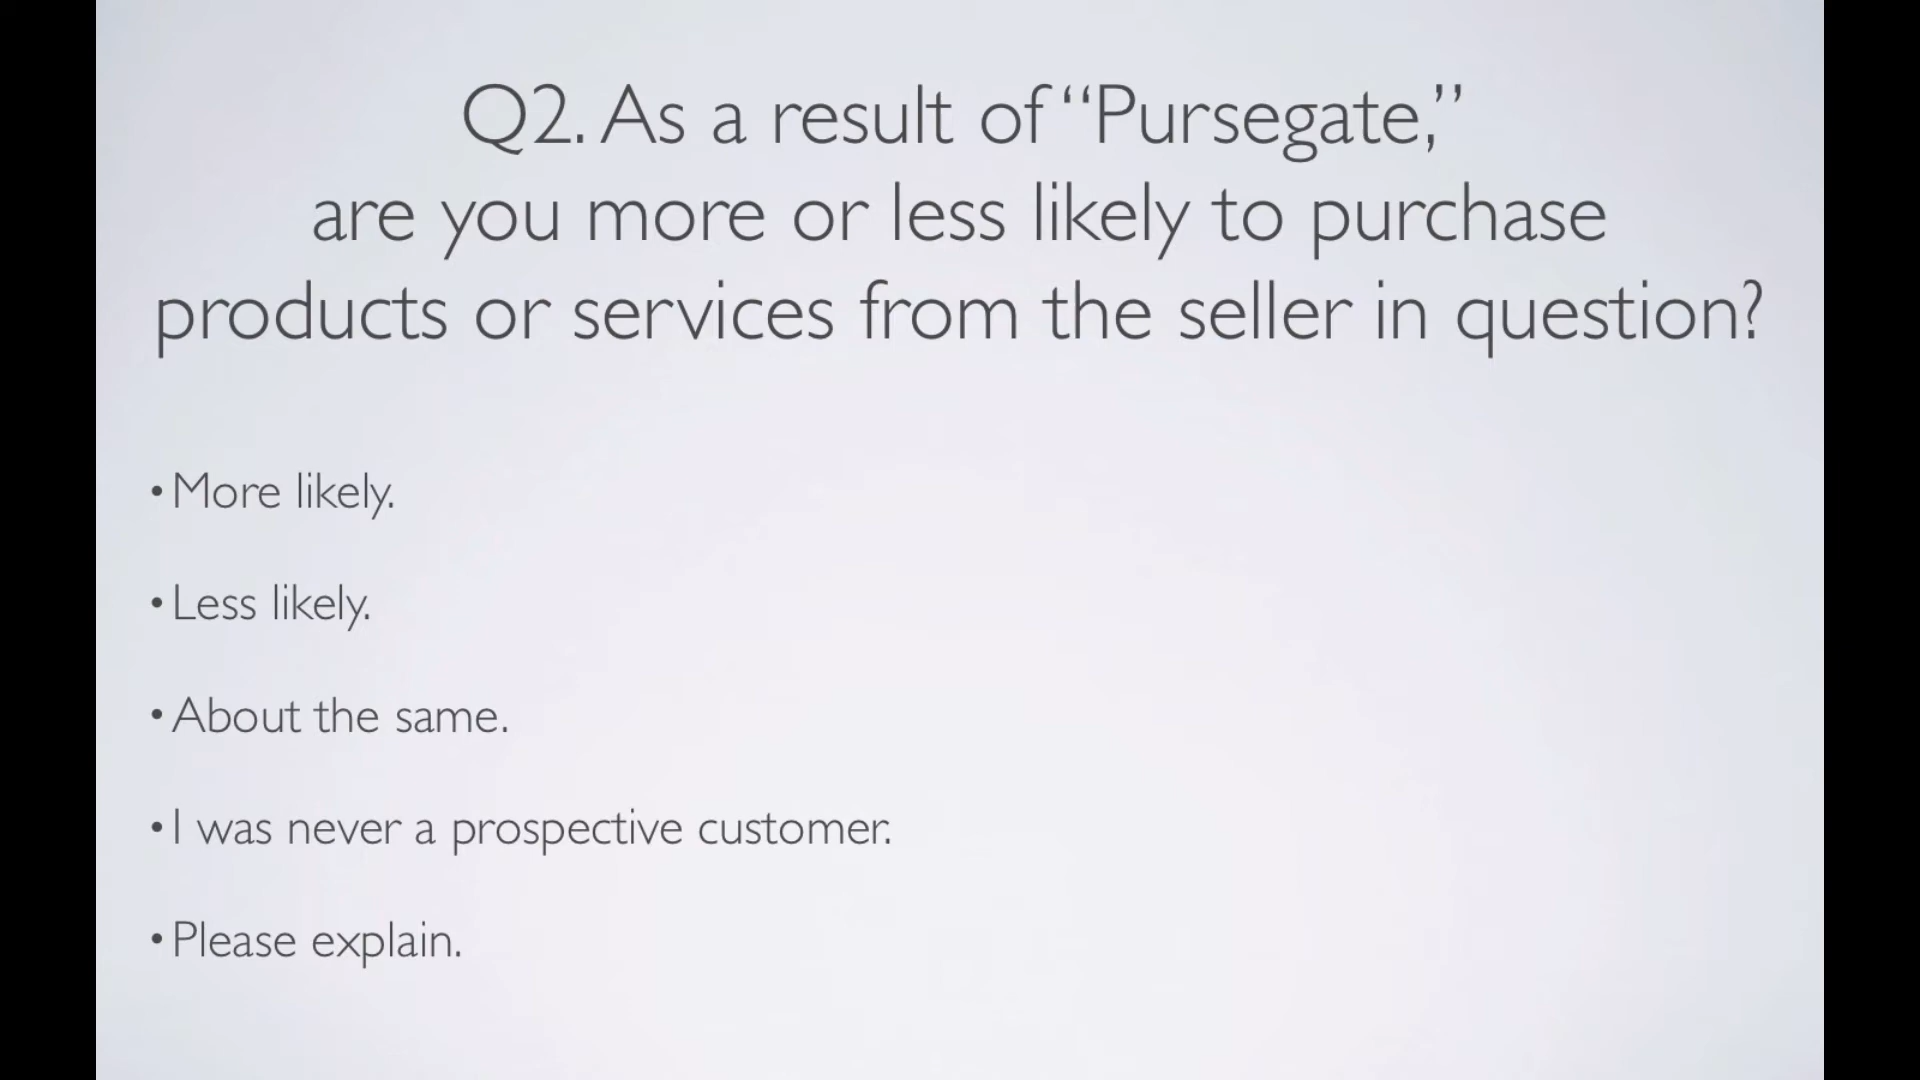 Q2. As a result of “Pursegate,”
are you more or less likely to purchase
products or services from the seller in question?
• More likely.
• Less likely.
• About the same.
• I was never a prospective customer.
• Please explain.